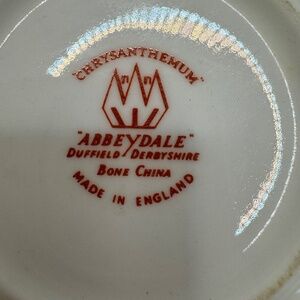 "CHRYSANTHEMUM"
"ABBEYDALE"
DUFFIELD DERBYSHIRE
BONE CHINA
MADE IN ENGLAND